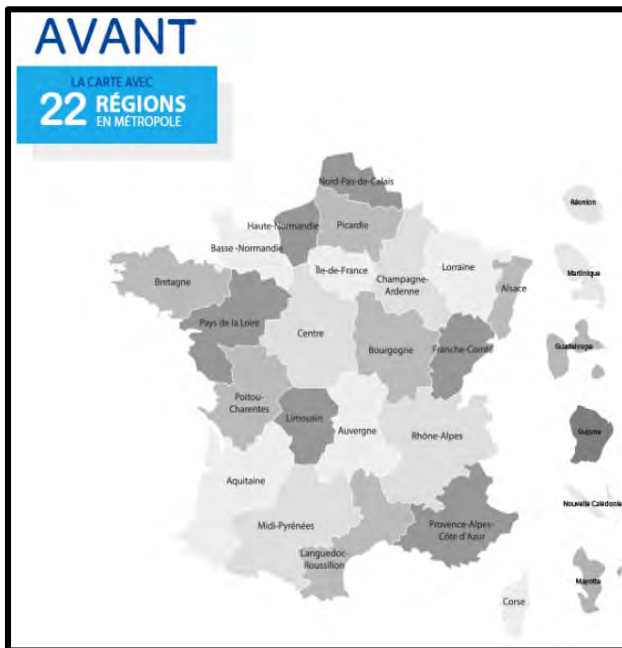 AVANT
LA CARTE AVEC
22 RÉGIONS
EN MÉTROPOLE
Nord-Pas-de-Calais
Réunion
Haute-Normandie
Picardie
Basse -Normandie
Île-de-France
Lorraine
Martinique
Bretagne
Champagne-
Ardenne
Alsace
Pays de la Loire
Centre
Bourgogne
Franche-Comté
Guadeloupe
Poitou-
Charentes
Limousin
Auvergne
Rhône-Alpes
Guyane
Aquitaine
Nouvelle Calédonie
Midi-Pyrénées
Provence-Alpes-
Côte d'Azur
Languedoc-
Roussillon
Mayotte
Corse